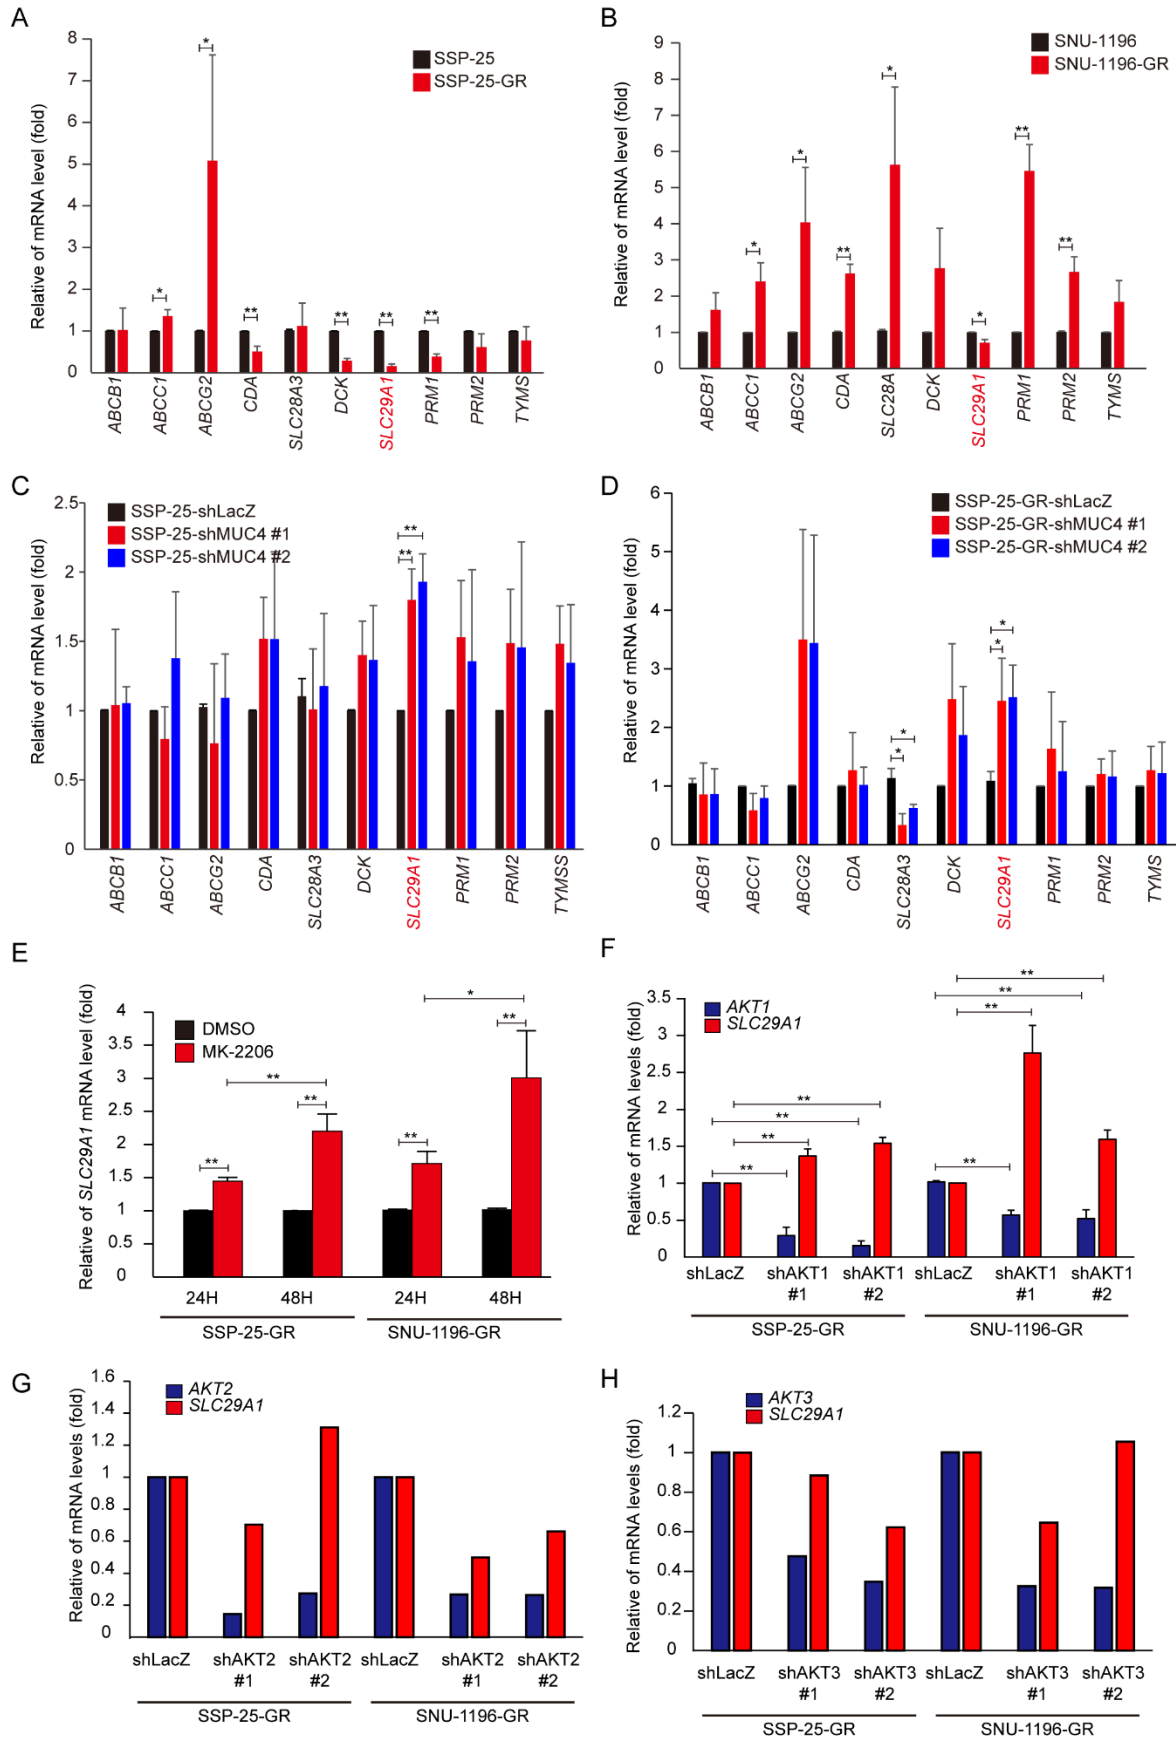 A
Relative of mRNA level (fold)
8
7
6
5
4
3
2
1
0
SSP-25
SSP-25-GR
*
*
**
**
**
**
ABCB1
ABCC1
ABCG2
CDA
SLC28A3
DCK
SLC29A1
PRM1
PRM2
TYMS
B
Relative of mRNA level (fold)
9
8
7
6
5
4
3
2
1
0
SNU-1196
SNU-1196-GR
*
*
**
*
*
**
**
ABCB1
ABCC1
ABCG2
CDA
SLC28A
DCK
SLC29A1
PRM1
PRM2
TYMS
C
Relative of mRNA level (fold)
2.5
2
1.5
1
0.5
0
SSP-25-shLacZ
SSP-25-shMUC4 #1
SSP-25-shMUC4 #2
**
**
ABCB1
ABCC1
ABCG2
CDA
SLC28A3
DCK
SLC29A1
PRM1
PRM2
TYMSS
D
Relative of mRNA level (fold)
6
5
4
3
2
1
0
SSP-25-GR-shLacZ
SSP-25-GR-shMUC4 #1
SSP-25-GR-shMUC4 #2
*
*
*
*
ABCB1
ABCC1
ABCG2
CDA
SLC28A3
DCK
SLC29A1
PRM1
PRM2
TYMS
E
Relative of SLC29A1 mRNA level (fold)
4
3.5
3
2.5
2
1.5
1
0.5
0
DMSO
MK-2206
**
**
**
**
*
**
24H
48H
24H
48H
SSP-25-GR
SNU-1196-GR
F
Relative of mRNA levels (fold)
3.5
3
2.5
2
1.5
1
0.5
0
AKT1
SLC29A1
**
**
**
**
**
**
**
**
shLacZ
shAKT1 #1
shAKT1 #2
shLacZ
shAKT1 #1
shAKT1 #2
SSP-25-GR
SNU-1196-GR
G
Relative of mRNA levels (fold)
1.6
1.4
1.2
1
0.8
0.6
0.4
0.2
0
AKT2
SLC29A1
shLacZ
shAKT2 #1
shAKT2 #2
shLacZ
shAKT2 #1
shAKT2 #2
SSP-25-GR
SNU-1196-GR
H
Relative of mRNA levels (fold)
1.2
1
0.8
0.6
0.4
0.2
0
AKT3
SLC29A1
shLacZ
shAKT3 #1
shAKT3 #2
shLacZ
shAKT3 #1
shAKT3 #2
SSP-25-GR
SNU-1196-GR